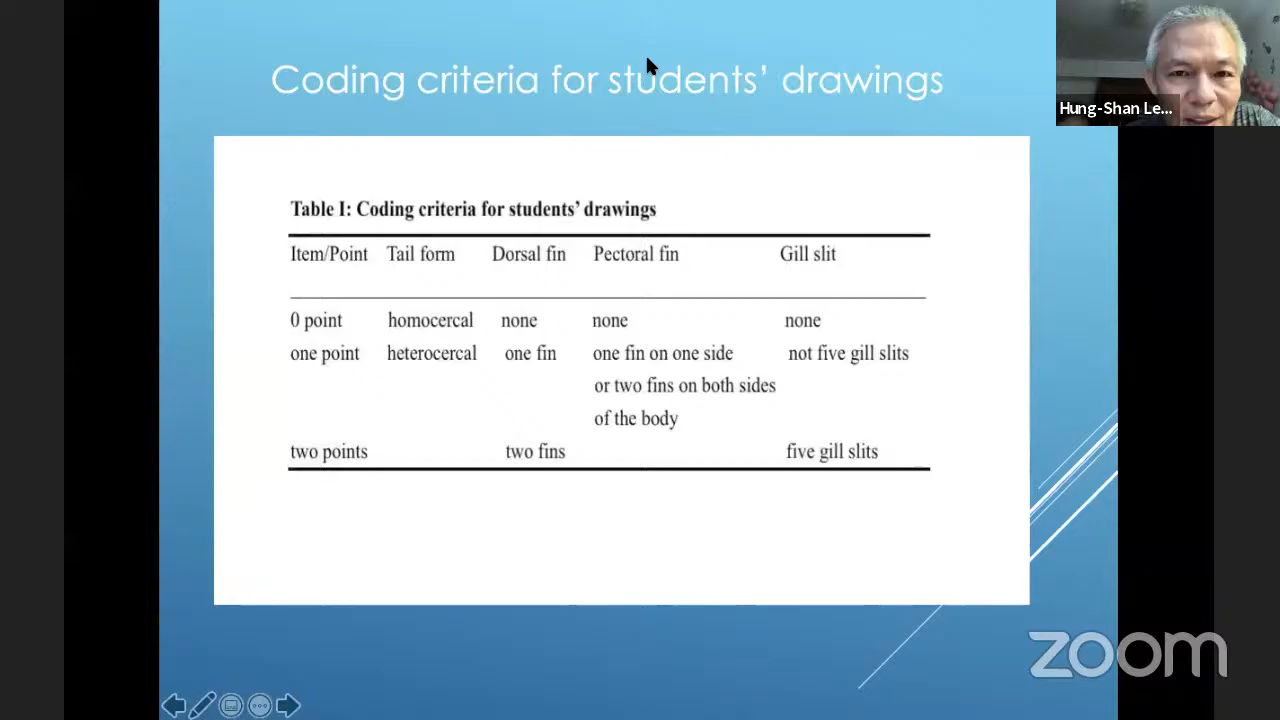 Coding criteria for students' drawings
Hung-Shan Le...
Table I: Coding criteria for students' drawings
Item/Point Tail form Dorsal fin Pectoral fin Gill slit
0 point homocercal none none none
one point heterocercal one fin one fin on one side not five gill slits
or two fins on both sides
of the body
two points two fins five gill slits
zoom